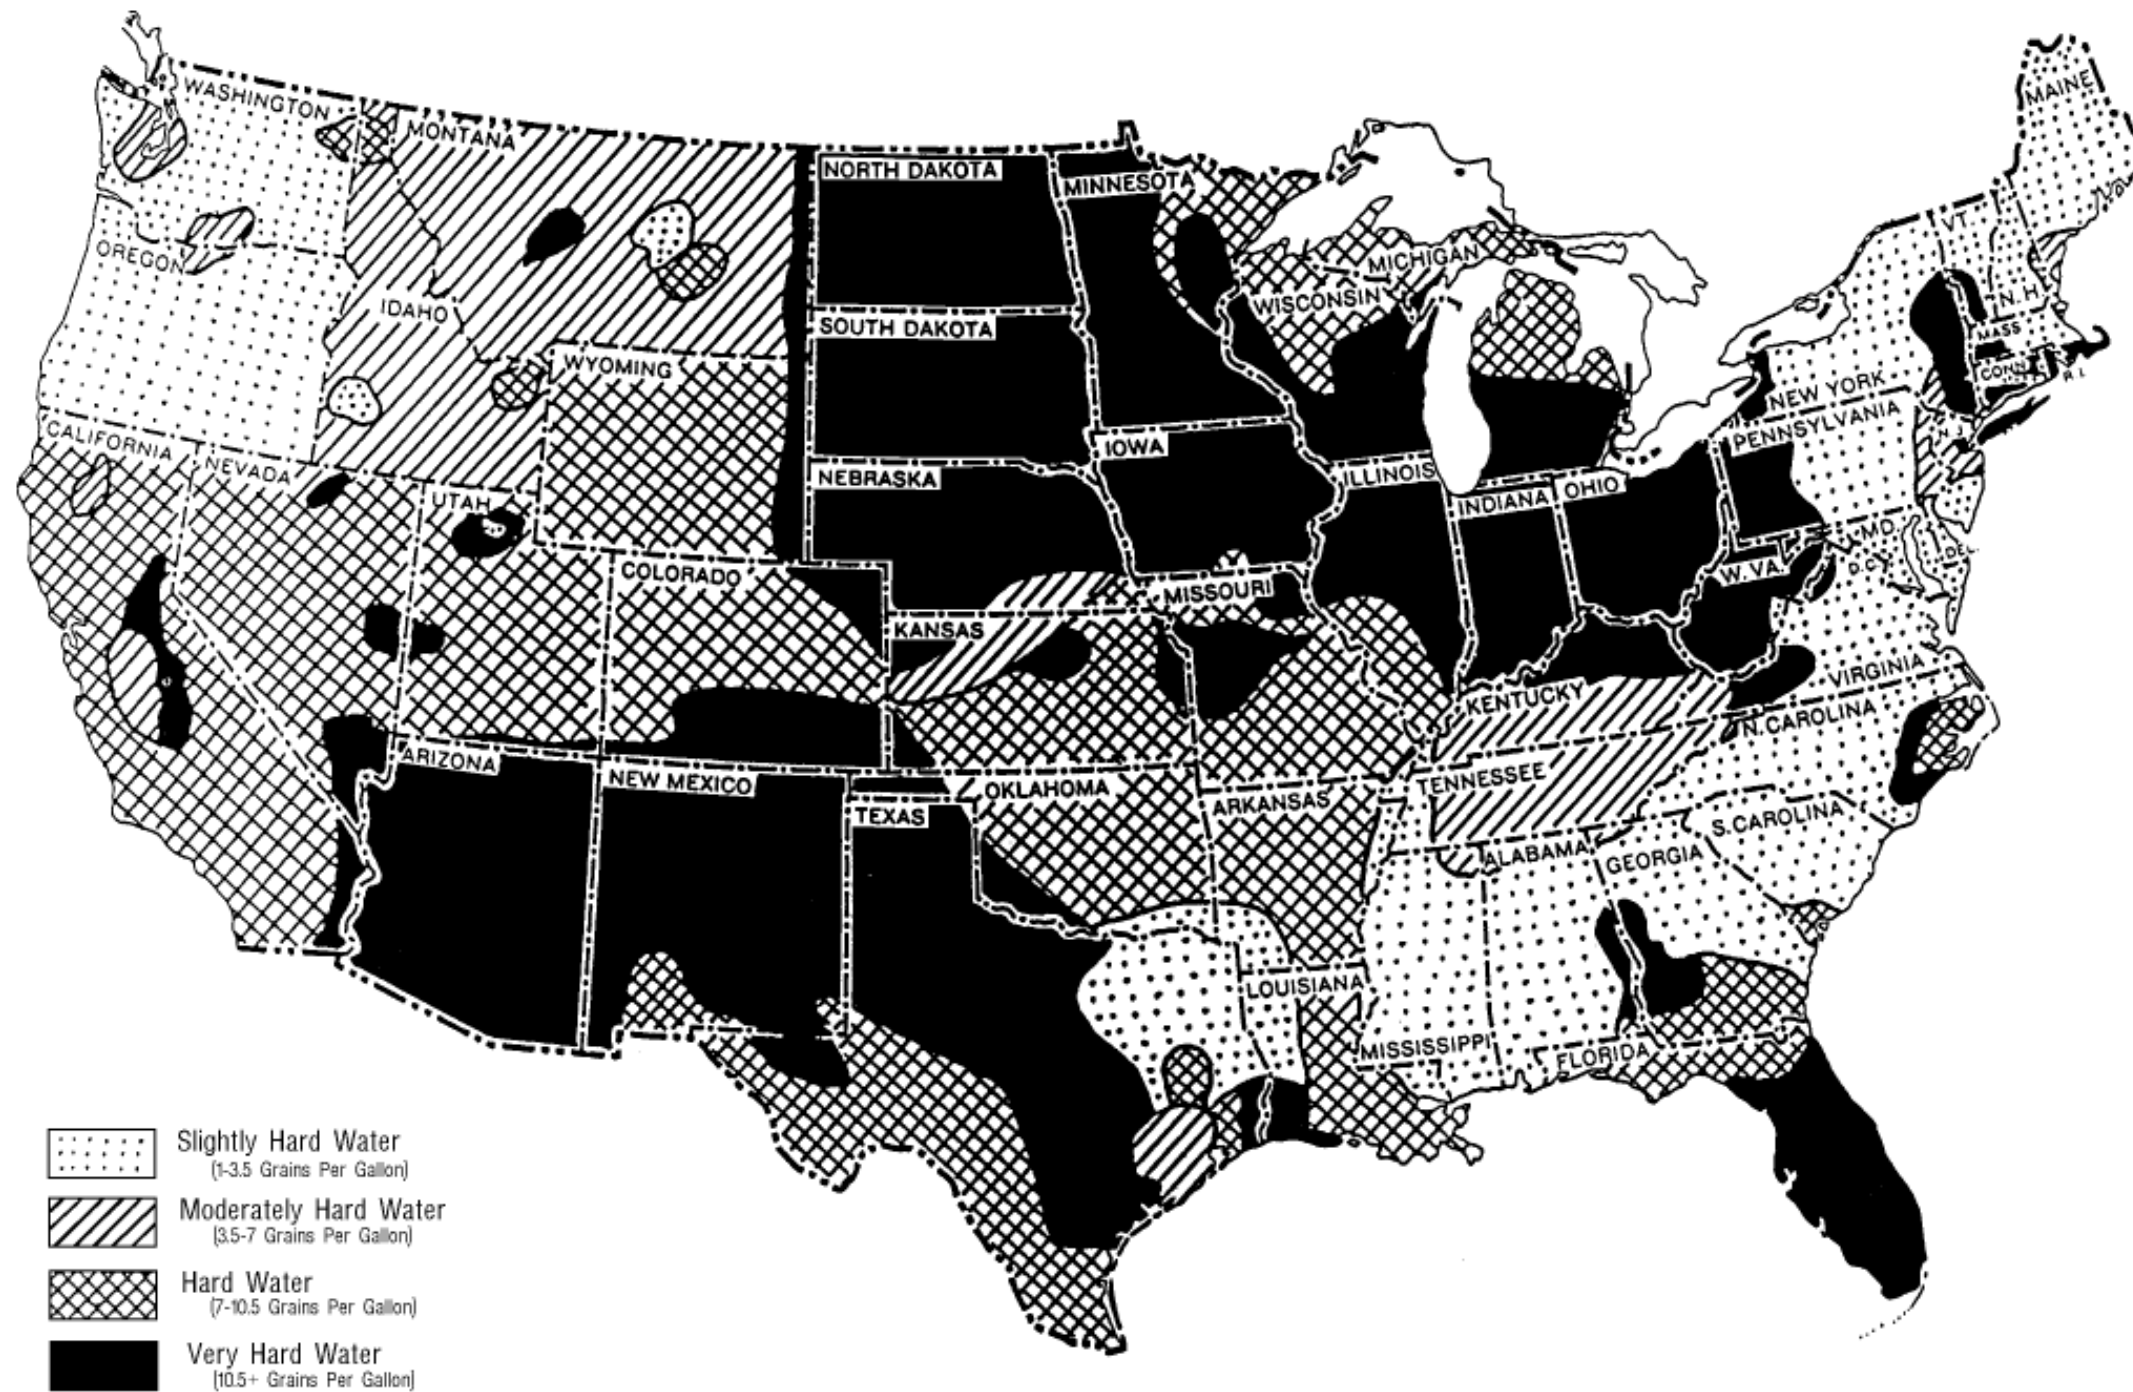 WASHINGTON
MONTANA
NORTH DAKOTA
MINNESOTA
MAINE
OREGON
IDAHO
MICHIGAN
WISCONSIN
VT.
N.H.
MASS
CONN
R.I.
SOUTH DAKOTA
WYOMING
NEW YORK
PENNSYLVANIA
N.J.
CALIFORNIA
NEVADA
UTAH
NEBRASKA
IOWA
ILLINOIS
INDIANA
OHIO
MD.
DEL.
D.C.
W. VA.
COLORADO
MISSOURI
KANSAS
VIRGINIA
KENTUCKY
N. CAROLINA
ARIZONA
NEW MEXICO
OKLAHOMA
TENNESSEE
ARKANSAS
TEXAS
S. CAROLINA
ALABAMA
GEORGIA
LOUISIANA
MISSISSIPPI
FLORIDA
Slightly Hard Water
(1-3.5 Grains Per Gallon)
Moderately Hard Water
(3.5-7 Grains Per Gallon)
Hard Water
(7-10.5 Grains Per Gallon)
Very Hard Water
(10.5+ Grains Per Gallon)